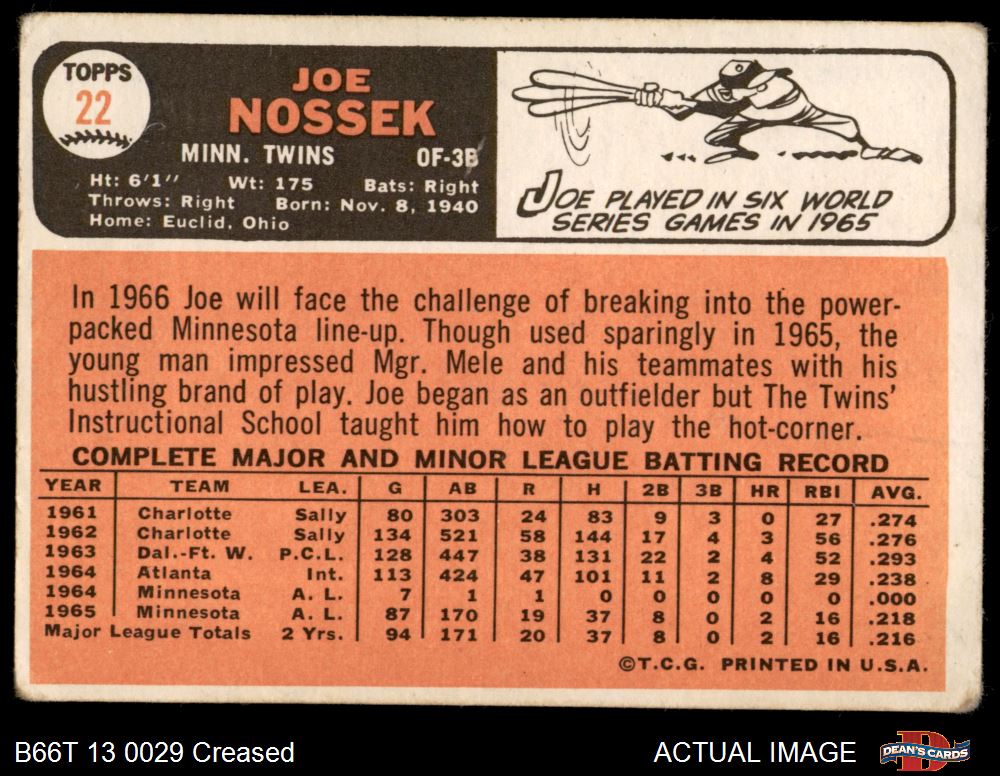 TOPPS
22
JOE
NOSSEK
MINN. TWINS OF-3B
Ht: 6'1" Wt: 175 Bats: Right
Throws: Right Born: Nov. 8, 1940
Home: Euclid, Ohio
JOE PLAYED IN SIX WORLD
SERIES GAMES IN 1965
In 1966 Joe will face the challenge of breaking into the power-
packed Minnesota line-up. Though used sparingly in 1965, the
young man impressed Mgr. Mele and his teammates with his
hustling brand of play. Joe began as an outfielder but The Twins'
Instructional School taught him how to play the hot-corner.
COMPLETE MAJOR AND MINOR LEAGUE BATTING RECORD
YEAR TEAM LEA. G AB R H 2B 3B HR RBI AVG.
1961 Charlotte Sally 80 303 24 83 9 3 0 27 .274
1962 Charlotte Sally 134 521 58 144 17 4 3 56 .276
1963 Dal.-Ft. W. P.C.L. 128 447 38 131 22 2 4 52 .293
1964 Atlanta Int. 113 424 47 101 11 2 8 29 .238
1964 Minnesota A. L. 7 1 1 0 0 0 0 0 .000
1965 Minnesota A. L. 87 170 19 37 8 0 2 16 .218
Major League Totals 2 Yrs. 94 171 20 37 8 0 2 16 .216
©T.C.G. PRINTED IN U.S.A.
B66T 13 0029 Creased ACTUAL IMAGE DEAN'S CARDS